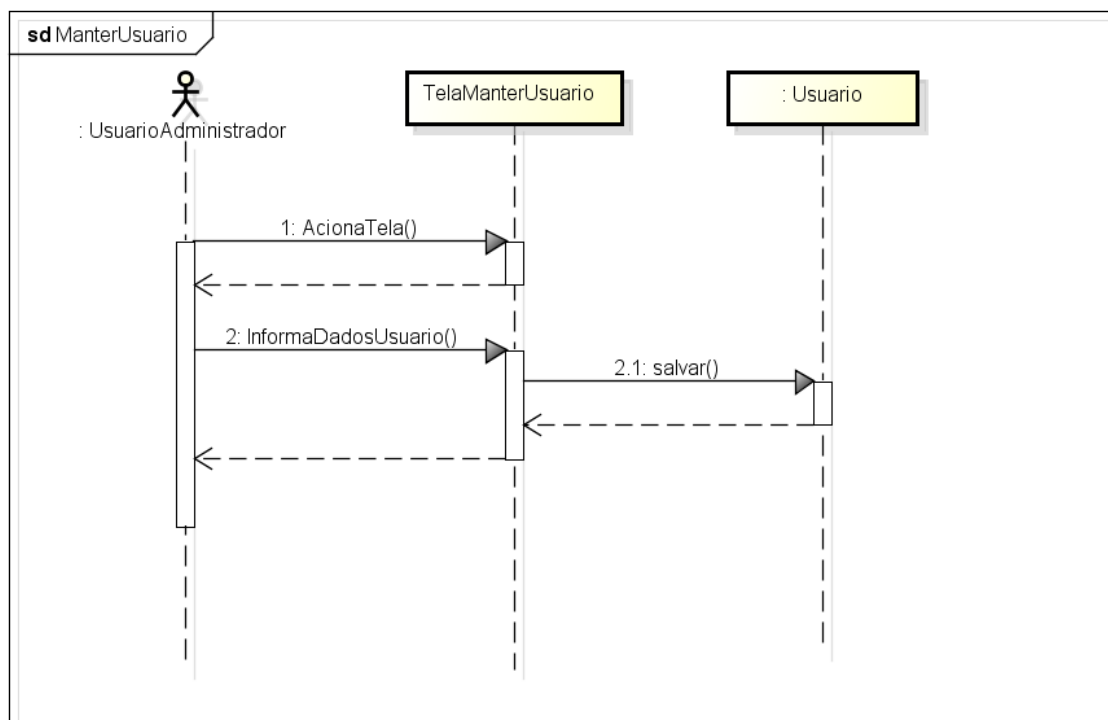 sd ManterUsuario
: UsuarioAdministrador
TelaManterUsuario
: Usuario
1: AcionaTela()
2: InformaDadosUsuario()
2.1: salvar()